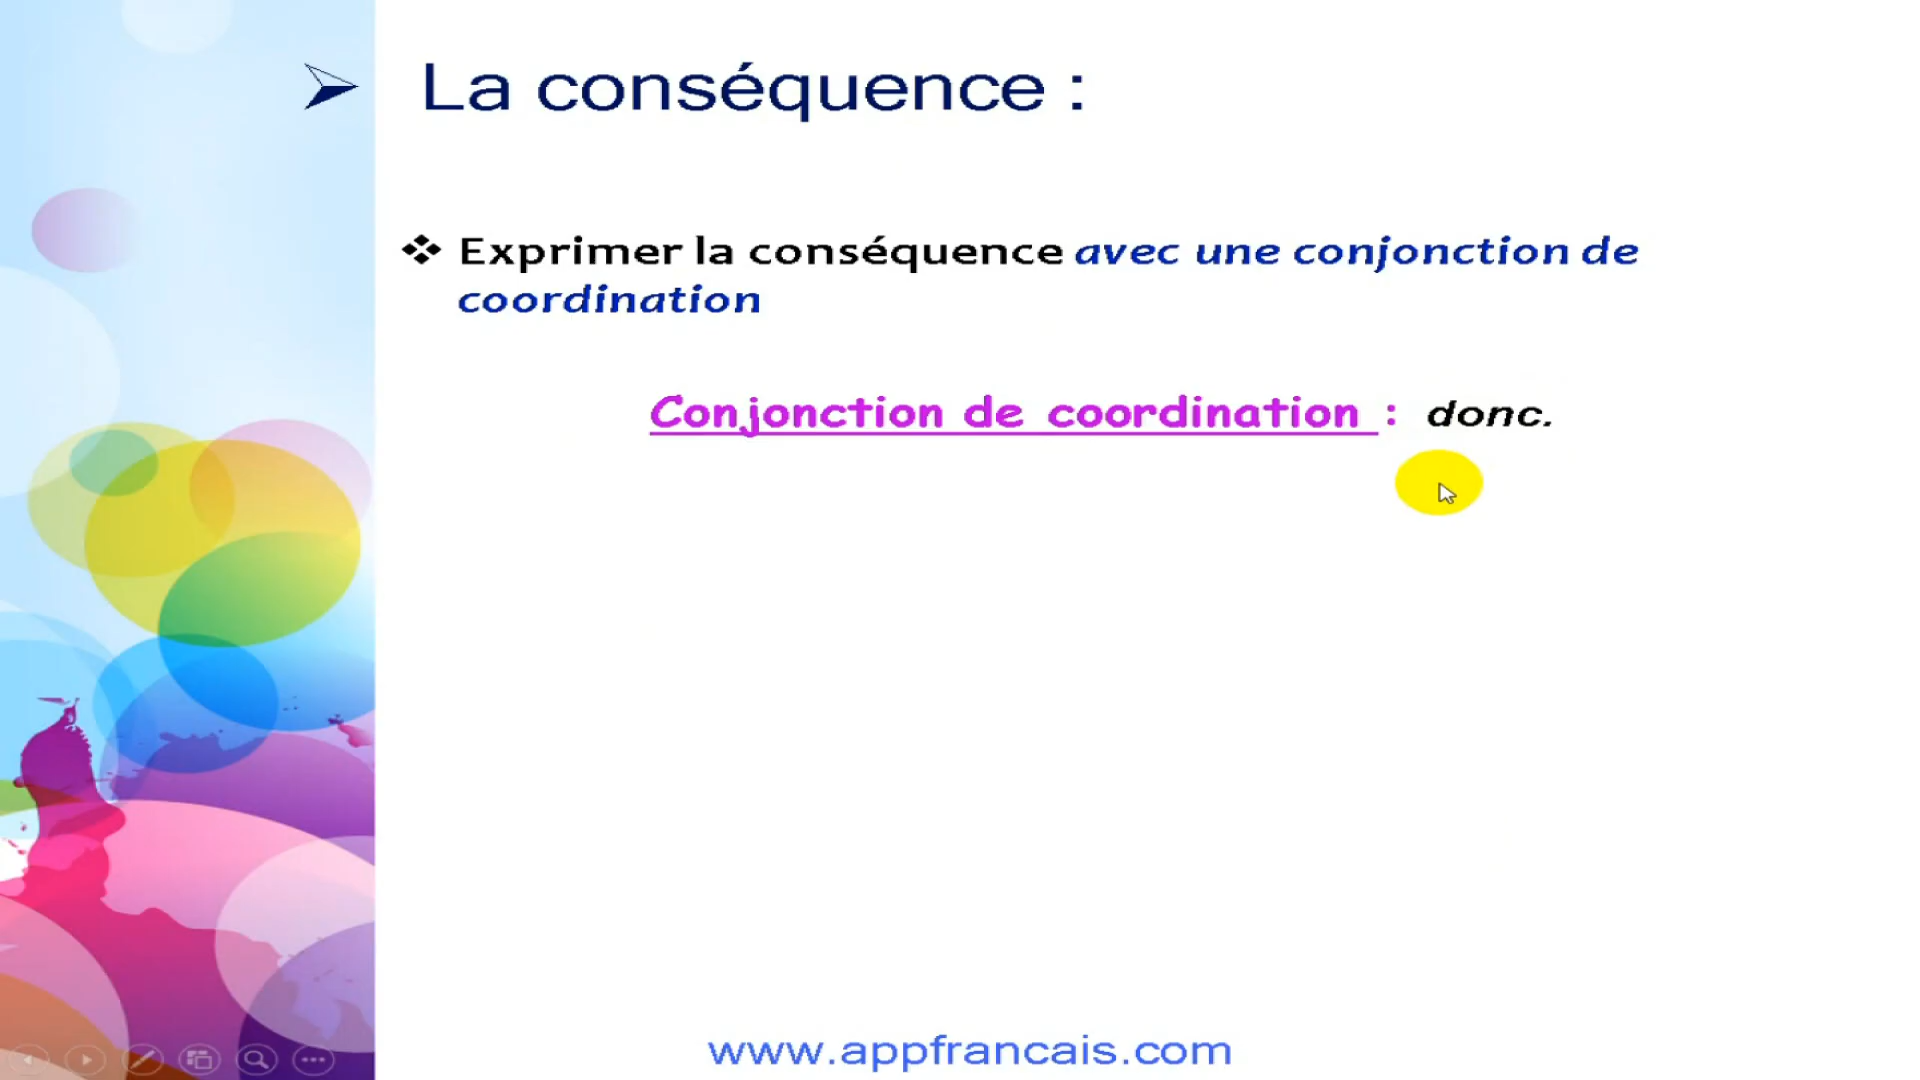 La conséquence :
Exprimer la conséquence avec une conjonction de
coordination
Conjonction de coordination : donc.
www.appfrancais.com